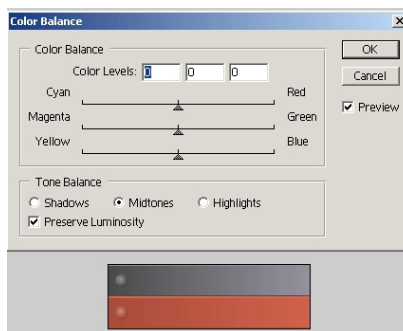 Color Balance
Color Balance
OK
Color Levels: 0 0 0
Cancel
Cyan Red
Preview
Magenta Green
Yellow Blue
Tone Balance
Shadows Midtones Highlights
Preserve Luminosity